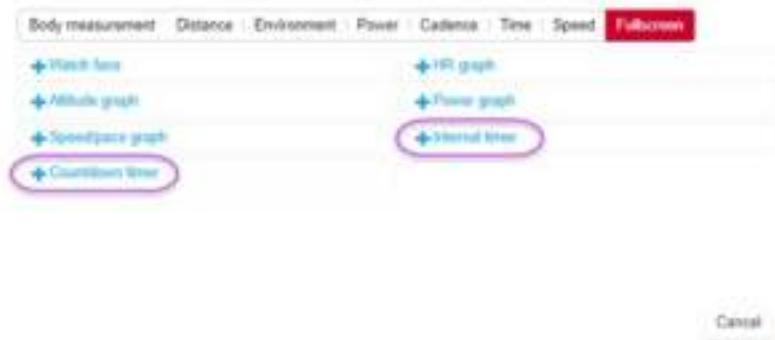 Body measurement Distance Environment Power Cadence Time Speed Fullscreen
+ Watch face
+ HR graph
+ Altitude graph
+ Power graph
+ Speed/pace graph
+ Interval timer
+ Countdown timer
Cancel